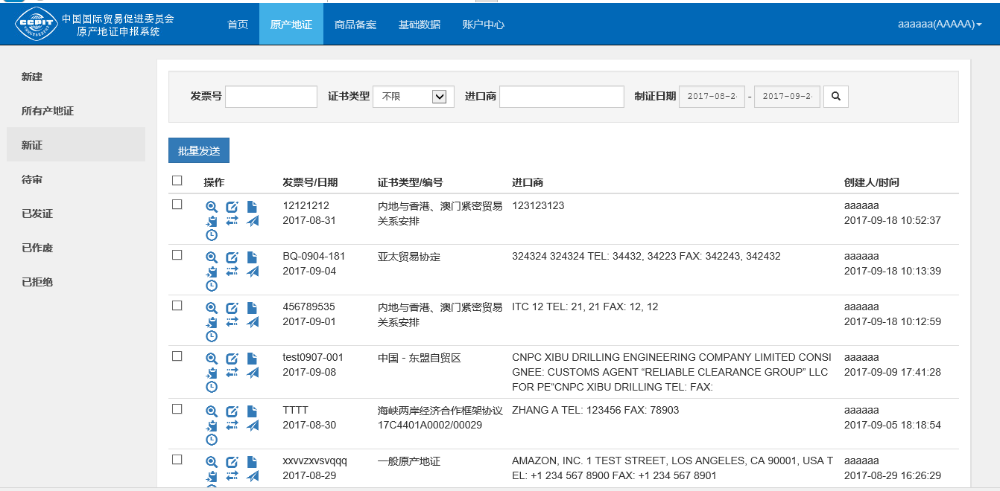 CCPIT
中国国际贸易促进委员会
原产地证申报系统
首页
原产地证
商品备案
基础数据
账户中心
aaaaaa(AAAAA)
新建
所有产地证
新证
待审
已发证
已作废
已拒绝
发票号
证书类型
不限
进口商
制证日期
2017-08-2
-
2017-09-2
批量发送
操作
发票号/日期
证书类型/编号
进口商
创建人/时间
12121212
2017-08-31
内地与香港、澳门紧密贸易
关系安排
123123123
aaaaaa
2017-09-18 10:52:37
BQ-0904-181
2017-09-04
亚太贸易协定
324324 324324 TEL: 34432, 34223 FAX: 342243, 342432
aaaaaa
2017-09-18 10:13:39
456789535
2017-09-01
内地与香港、澳门紧密贸易
关系安排
ITC 12 TEL: 21, 21 FAX: 12, 12
aaaaaa
2017-09-18 10:12:59
test0907-001
2017-09-08
中国 - 东盟自贸区
CNPC XIBU DRILLING ENGINEERING COMPANY LIMITED CONSI
GNEE: CUSTOMS AGENT “RELIABLE CLEARANCE GROUP” LLC
FOR PE“CNPC XIBU DRILLING TEL: FAX:
aaaaaa
2017-09-09 17:41:28
TTTT
2017-08-30
海峡两岸经济合作框架协议
17C4401A0002/00029
ZHANG A TEL: 123456 FAX: 78903
aaaaaa
2017-09-05 18:18:54
xxvvzxvsvqqq
2017-08-29
一般原产地证
AMAZON, INC. 1 TEST STREET, LOS ANGELES, CA 90001, USA T
EL: +1 234 567 8900 FAX: +1 234 567 8901
aaaaaa
2017-08-29 16:26:29